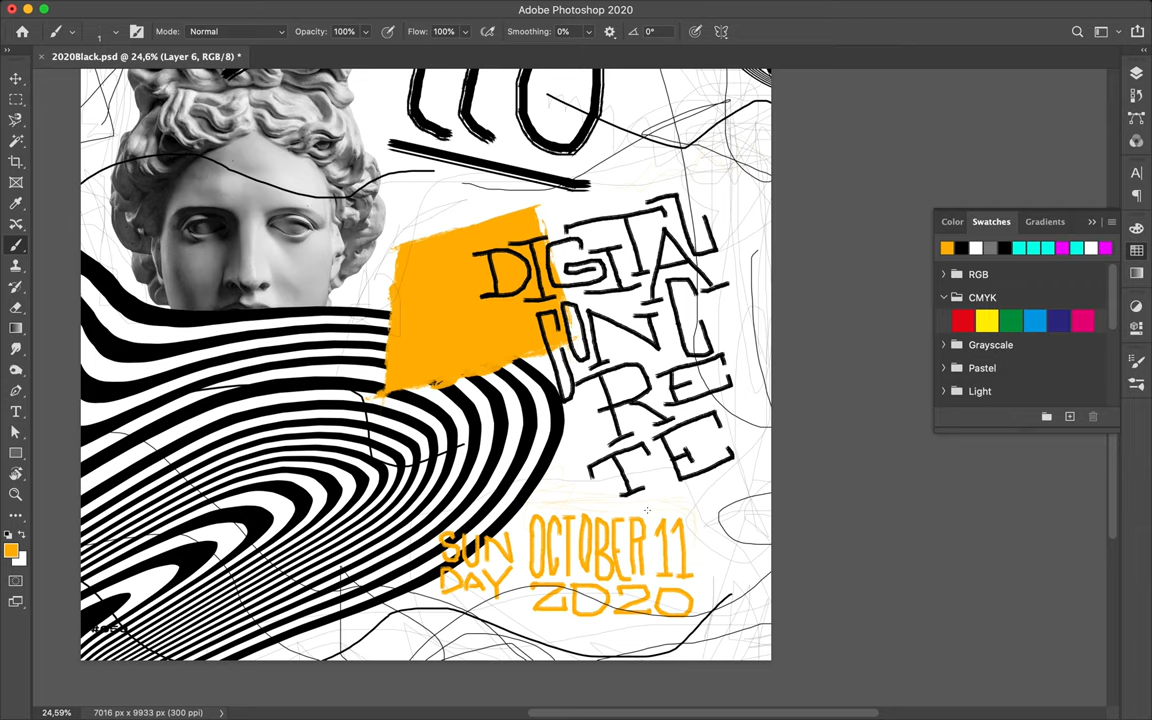 Adobe Photoshop 2020
1
Mode: Normal
Opacity: 100%
Flow: 100%
Smoothing: 0%
0°
2020Black.psd @ 24,6% (Layer 6, RGB/8) *
DIGITAL
CONC
RE
TE
SUN
DAY
OCTOBER 11
2020
Color
Swatches
Gradients
RGB
CMYK
Grayscale
Pastel
Light
24,59%
7016 px x 9933 px (300 ppi)